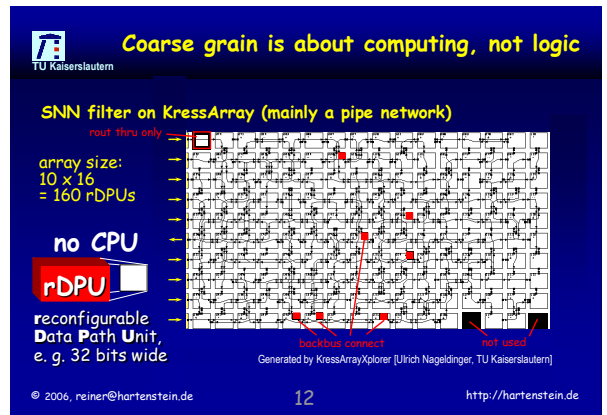 Coarse grain is about computing, not logic
TU Kaiserslautern
SNN filter on KressArray (mainly a pipe network)
rout thru only
array size:
10 x 16
= 160 rDPUs
no CPU
rDPU
reconfigurable
Data Path Unit,
e. g. 32 bits wide
backbus connect
not used
Generated by KressArrayXplorer [Ulrich Nageldinger, TU Kaiserslautern]
© 2006, reiner@hartenstein.de
12
http://hartenstein.de